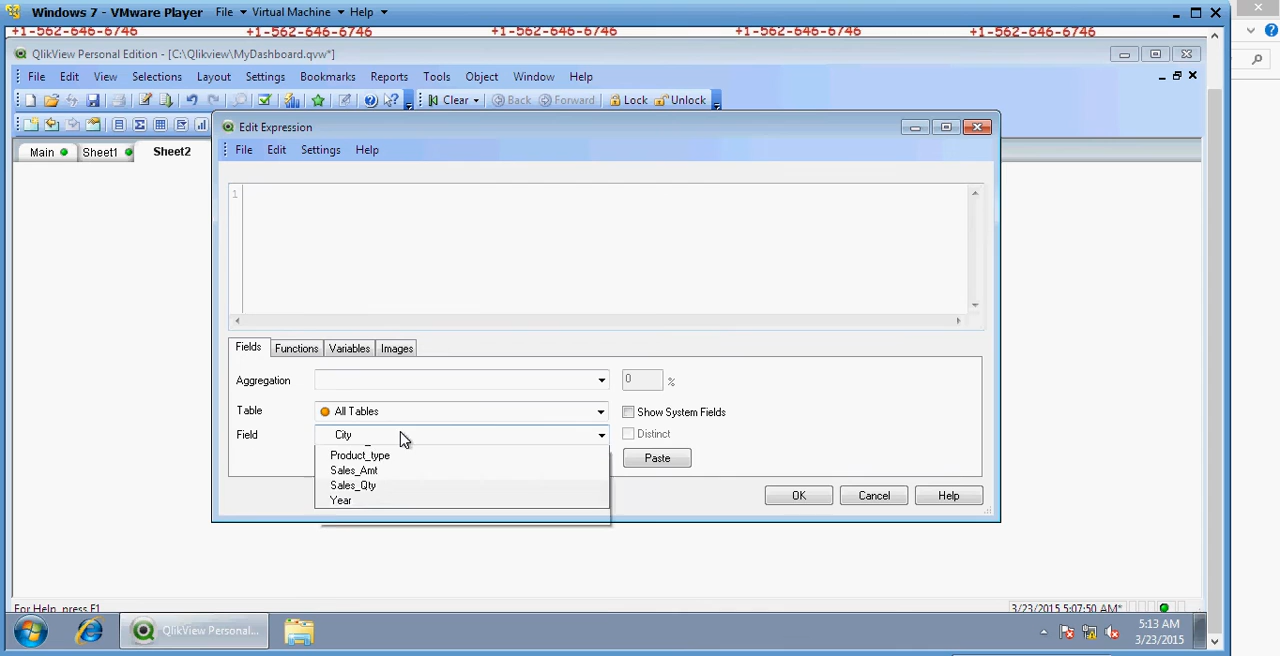 Windows 7 - VMware Player File Virtual Machine Help
+1-562-646-6746 +1-562-646-6746 +1-562-646-6746 +1-562-646-6746 +1-562-646-6746
QlikView Personal Edition - [C:\Qlikview\MyDashboard.qvw*]
File Edit View Selections Layout Settings Bookmarks Reports Tools Object Window Help
Clear Back Forward Lock Unlock
Edit Expression
File Edit Settings Help
Main Sheet1 Sheet2
1
Fields Functions Variables Images
Aggregation 0 %
Table All Tables Show System Fields
Field City Distinct
Product_type Paste
Sales_Amt
Sales_Qty
Year
OK Cancel Help
For Help, press F1 3/23/2015 5:07:50 AM*
QlikView Personal... 5:13 AM
3/23/2015